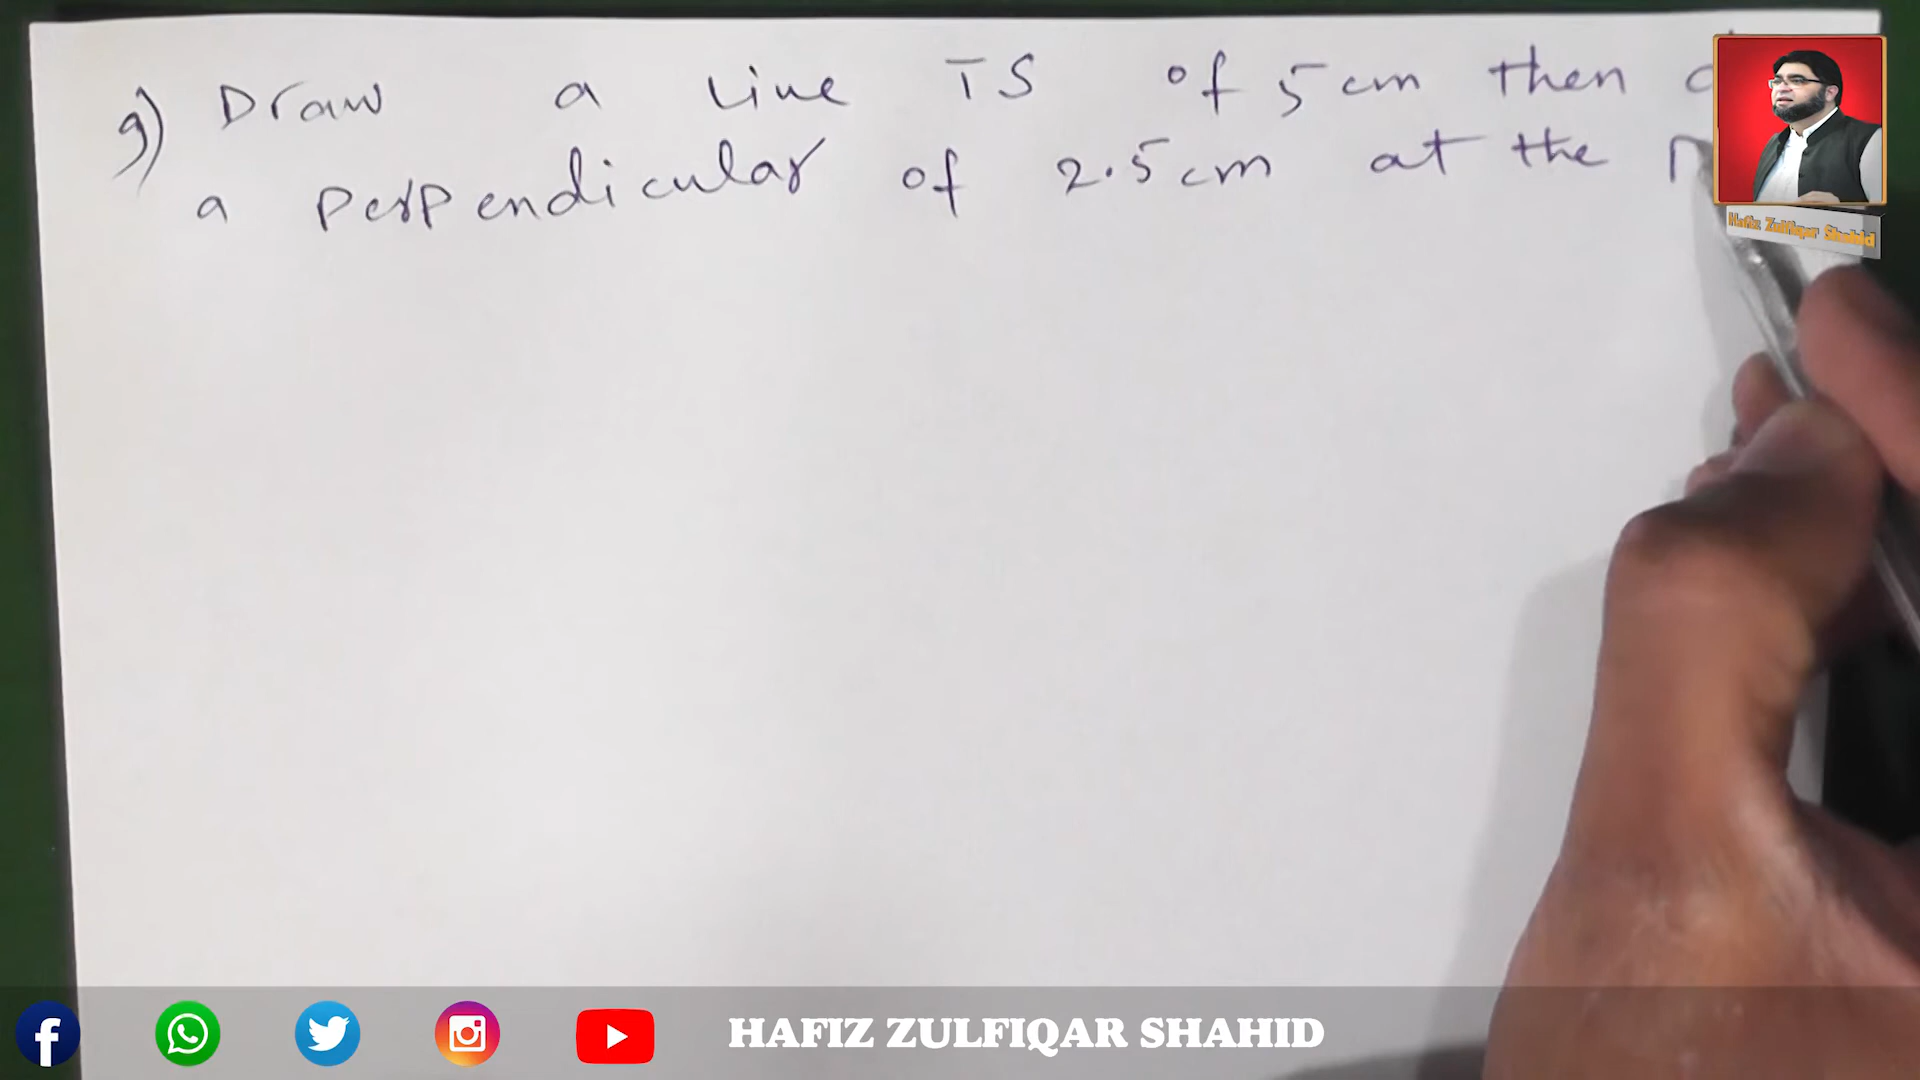 g) Draw a Line TS of 5 cm then
a perpendicular of 2.5 cm at the
Hafiz Zulfiqar Shahid
HAFIZ ZULFIQAR SHAHID